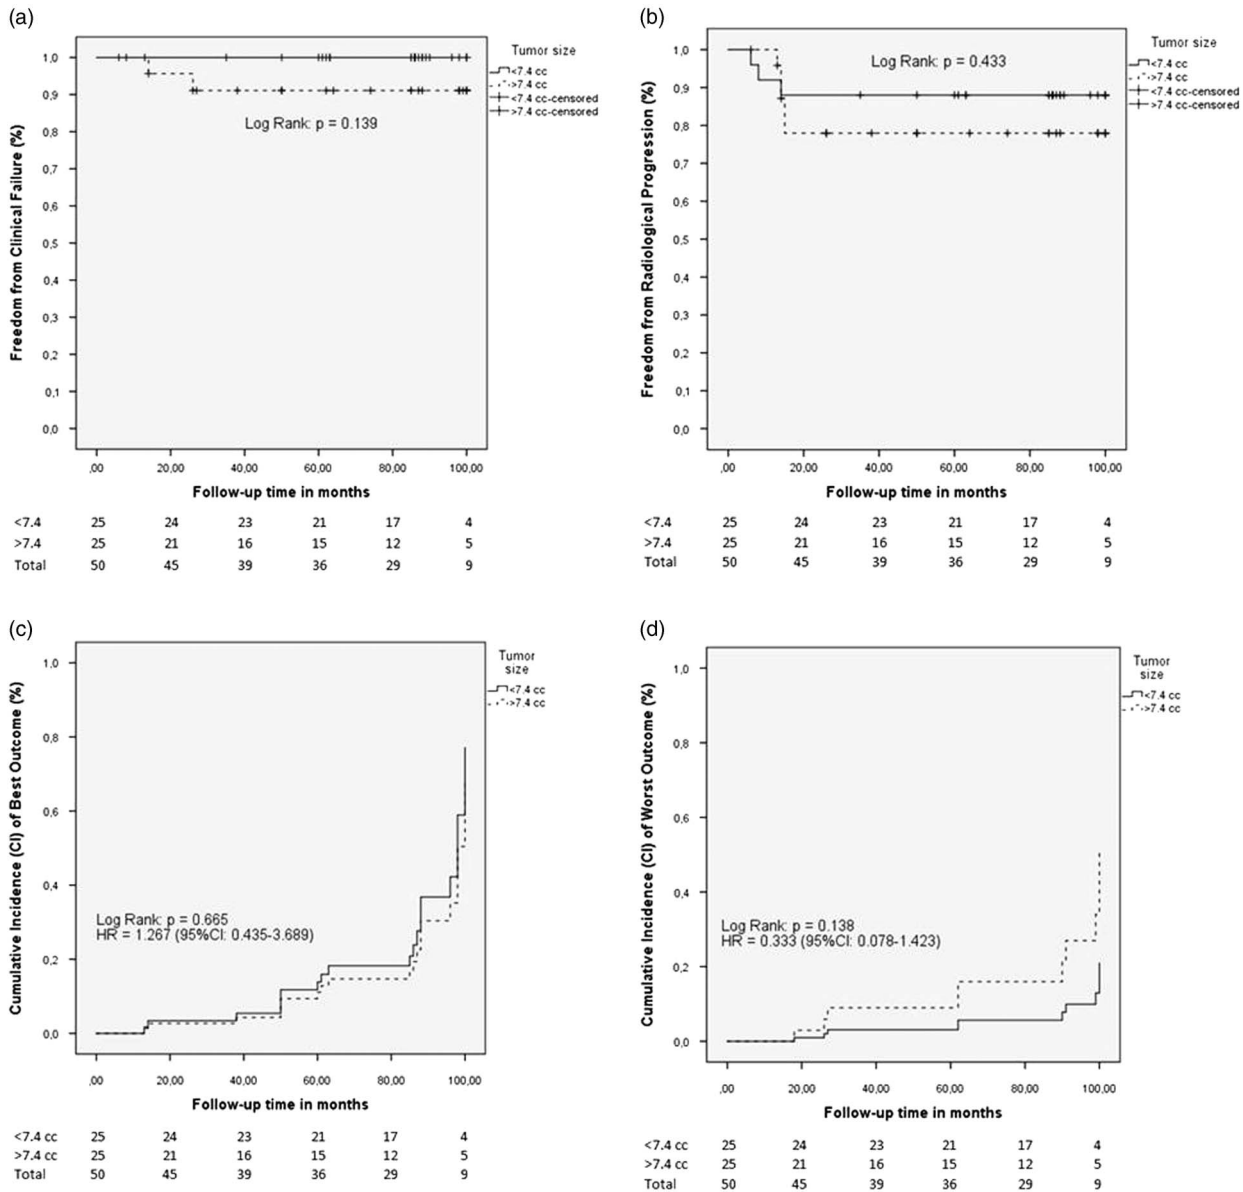 (a)
Tumor size
<7.4 cc
>7.4 cc
<7.4 cc-censored
>7.4 cc-censored
Log Rank: p = 0.139
Freedom from Clinical Failure (%)
1,0
0,9
0,8
0,7
0,6
0,5
0,4
0,3
0,2
0,1
0,0
,00 20,00 40,00 60,00 80,00 100,00
Follow-up time in months
<7.4 25 24 23 21 17 4
>7.4 25 21 16 15 12 5
Total 50 45 39 36 29 9
(b)
Tumor size
<7.4 cc
>7.4 cc
<7.4 cc-censored
>7.4 cc-censored
Log Rank: p = 0.433
Freedom from Radiological Progression (%)
1,0
0,9
0,8
0,7
0,6
0,5
0,4
0,3
0,2
0,1
0,0
,00 20,00 40,00 60,00 80,00 100,00
Follow-up time in months
<7.4 25 24 23 21 17 4
>7.4 25 21 16 15 12 5
Total 50 45 39 36 29 9
(c)
Tumor
size
<7.4 cc
>7.4 cc
Cumulative Incidence (CI) of Best Outcome (%)
1,0
0,8
0,6
0,4
0,2
0,0
Log Rank: p = 0.665
HR = 1.267 (95%CI: 0.435-3.689)
,00 20,00 40,00 60,00 80,00 100,00
Follow-up time in months
<7.4 cc 25 24 23 21 17 4
>7.4 cc 25 21 16 15 12 5
Total 50 45 39 36 29 9
(d)
Tumor
size
<7.4 cc
>7.4 cc
Cumulative Incidence (CI) of Worst Outcome (%)
1,0
0,8
0,6
0,4
0,2
0,0
Log Rank: p = 0.138
HR = 0.333 (95%CI: 0.078-1.423)
,00 20,00 40,00 60,00 80,00 100,00
Follow-up time in months
<7.4 cc 25 24 23 21 17 4
>7.4 cc 25 21 16 15 12 5
Total 50 45 39 36 29 9